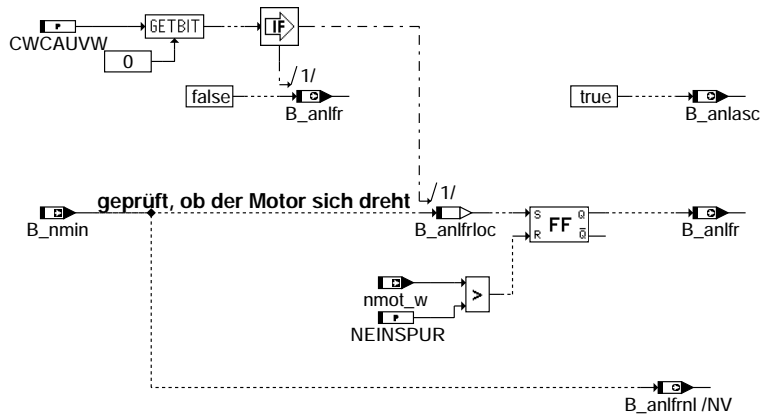 GETBIT
IF
P
CWCAUVW
0
/1/
false
B_anlfr
true
B_anlasc
geprüft, ob der Motor sich dreht
/1/
B_nmin
B_anlfrloc
S
Q
FF
R
Q
B_anlfr
nmot_w
>
P
NEINSPUR
B_anlfrnl /NV